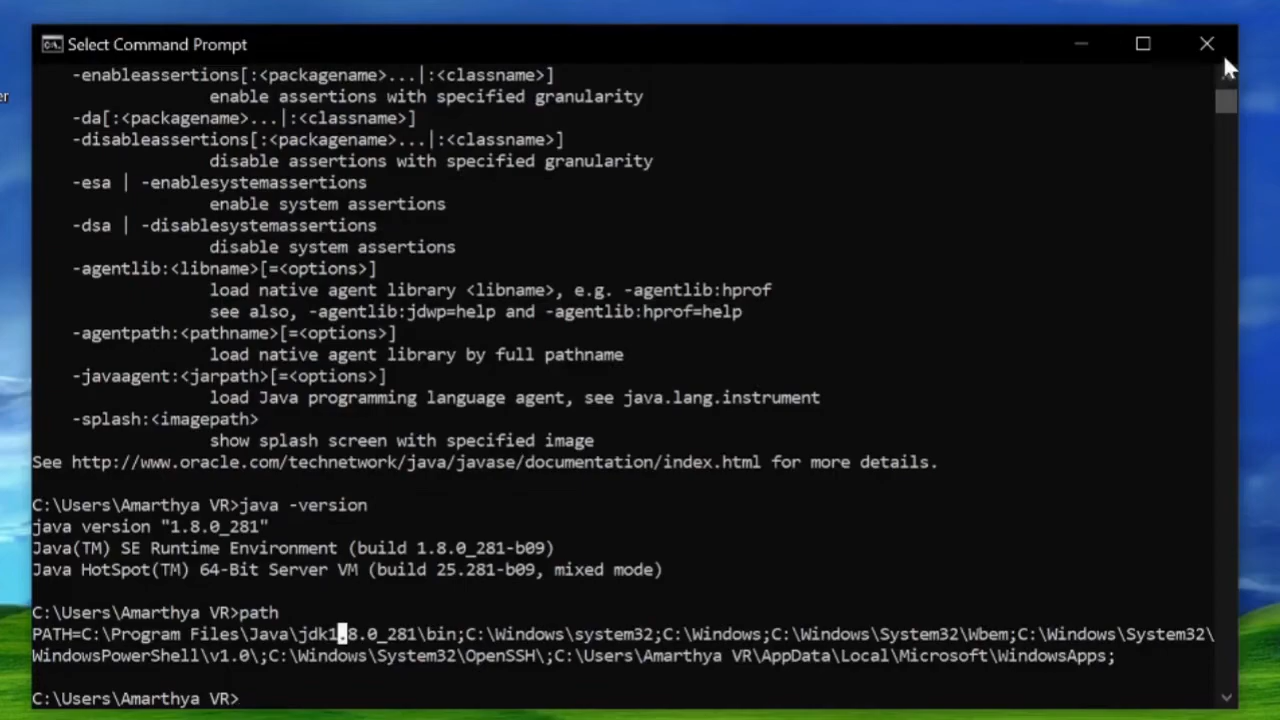 Select Command Prompt
er
-enableassertions[:<packagename>...|:<classname>]
enable assertions with specified granularity
-da[:<packagename>...|:<classname>]
-disableassertions[:<packagename>...|:<classname>]
disable assertions with specified granularity
-esa | -enablesystemassertions
enable system assertions
-dsa | -disablesystemassertions
disable system assertions
-agentlib:<libname>[=<options>]
load native agent library <libname>, e.g. -agentlib:hprof
see also, -agentlib:jdwp=help and -agentlib:hprof=help
-agentpath:<pathname>[=<options>]
load native agent library by full pathname
-javaagent:<jarpath>[=<options>]
load Java programming language agent, see java.lang.instrument
-splash:<imagepath>
show splash screen with specified image
See http://www.oracle.com/technetwork/java/javase/documentation/index.html for more details.
C:\Users\Amarthya VR>java -version
java version "1.8.0_281"
Java(TM) SE Runtime Environment (build 1.8.0_281-b09)
Java HotSpot(TM) 64-Bit Server VM (build 25.281-b09, mixed mode)
C:\Users\Amarthya VR>path
PATH=C:\Program Files\Java\jdk1.8.0_281\bin;C:\Windows\system32;C:\Windows;C:\Windows\System32\Wbem;C:\Windows\System32\
WindowsPowerShell\v1.0\;C:\Windows\System32\OpenSSH\;C:\Users\Amarthya VR\AppData\Local\Microsoft\WindowsApps;
C:\Users\Amarthya VR>